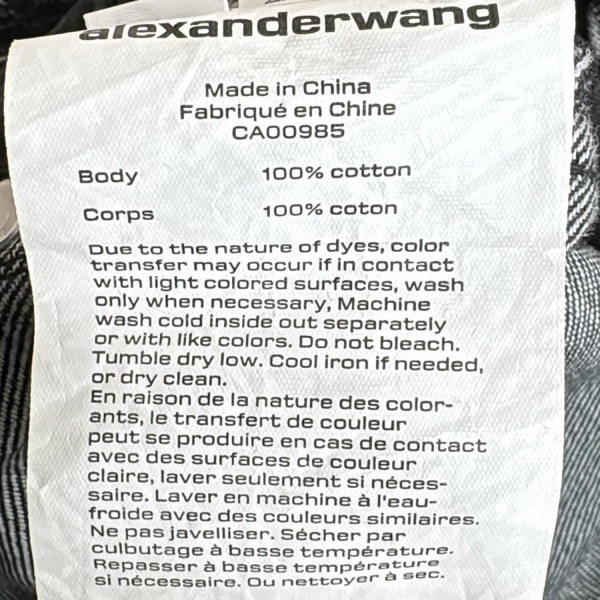 alexanderwang
Made in China
Fabriqué en Chine
CA00985
Body 100% cotton
Corps 100% coton
Due to the nature of dyes, color
transfer may occur if in contact
with light colored surfaces, wash
only when necessary, Machine
wash cold inside out separately
or with like colors. Do not bleach.
Tumble dry low. Cool iron if needed,
or dry clean.
En raison de la nature des color-
ants, le transfert de couleur
peut se produire en cas de contact
avec des surfaces de couleur
claire, laver seulement si néces-
saire. Laver en machine à l'eau-
froide avec des couleurs similaires.
Ne pas javelliser. Sécher par
culbutage à basse température.
Repasser à basse température
si nécessaire. Ou nettoyer à sec.